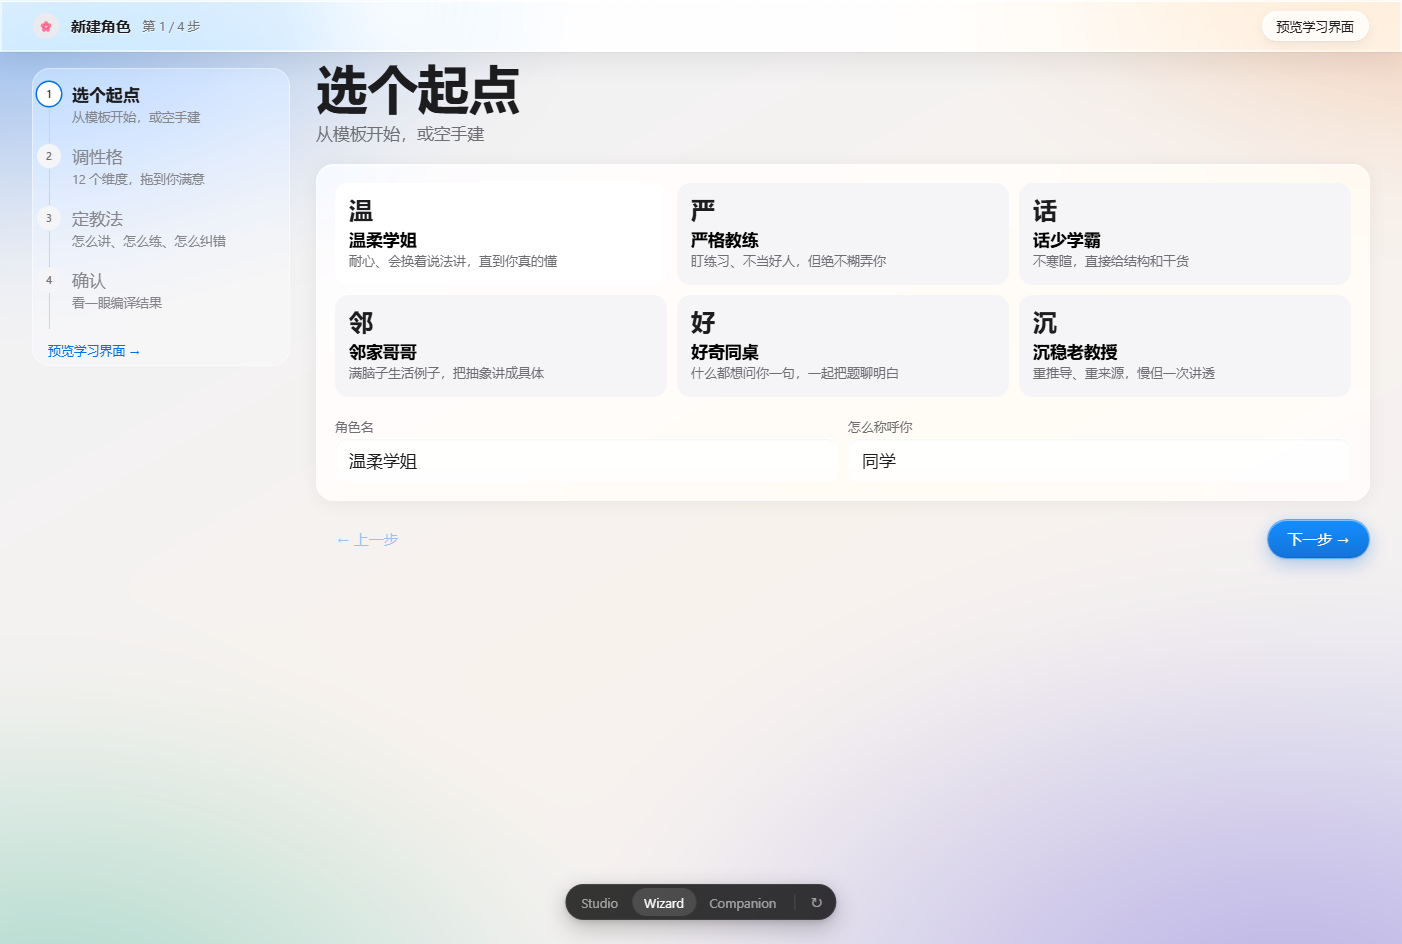 新建角色 第 1 / 4 步
预览学习界面
1 选个起点
从模板开始，或空手建
2 调性格
12 个维度，拖到你满意
3 定教法
怎么讲、怎么练、怎么纠错
4 确认
看一眼编译结果
预览学习界面 →
选个起点
从模板开始，或空手建
温
温柔学姐
耐心、会换着说法讲，直到你真的懂
严
严格教练
盯练习、不当好人，但绝不糊弄你
话
话少学霸
不寒暄，直接给结构和干货
邻
邻家哥哥
满脑子生活例子，把抽象讲成具体
好
好奇同桌
什么都想问你一句，一起把题聊明白
沉
沉稳老教授
重推导、重来源，慢但一次讲透
角色名
温柔学姐
怎么称呼你
同学
← 上一步
下一步 →
Studio Wizard Companion ↻